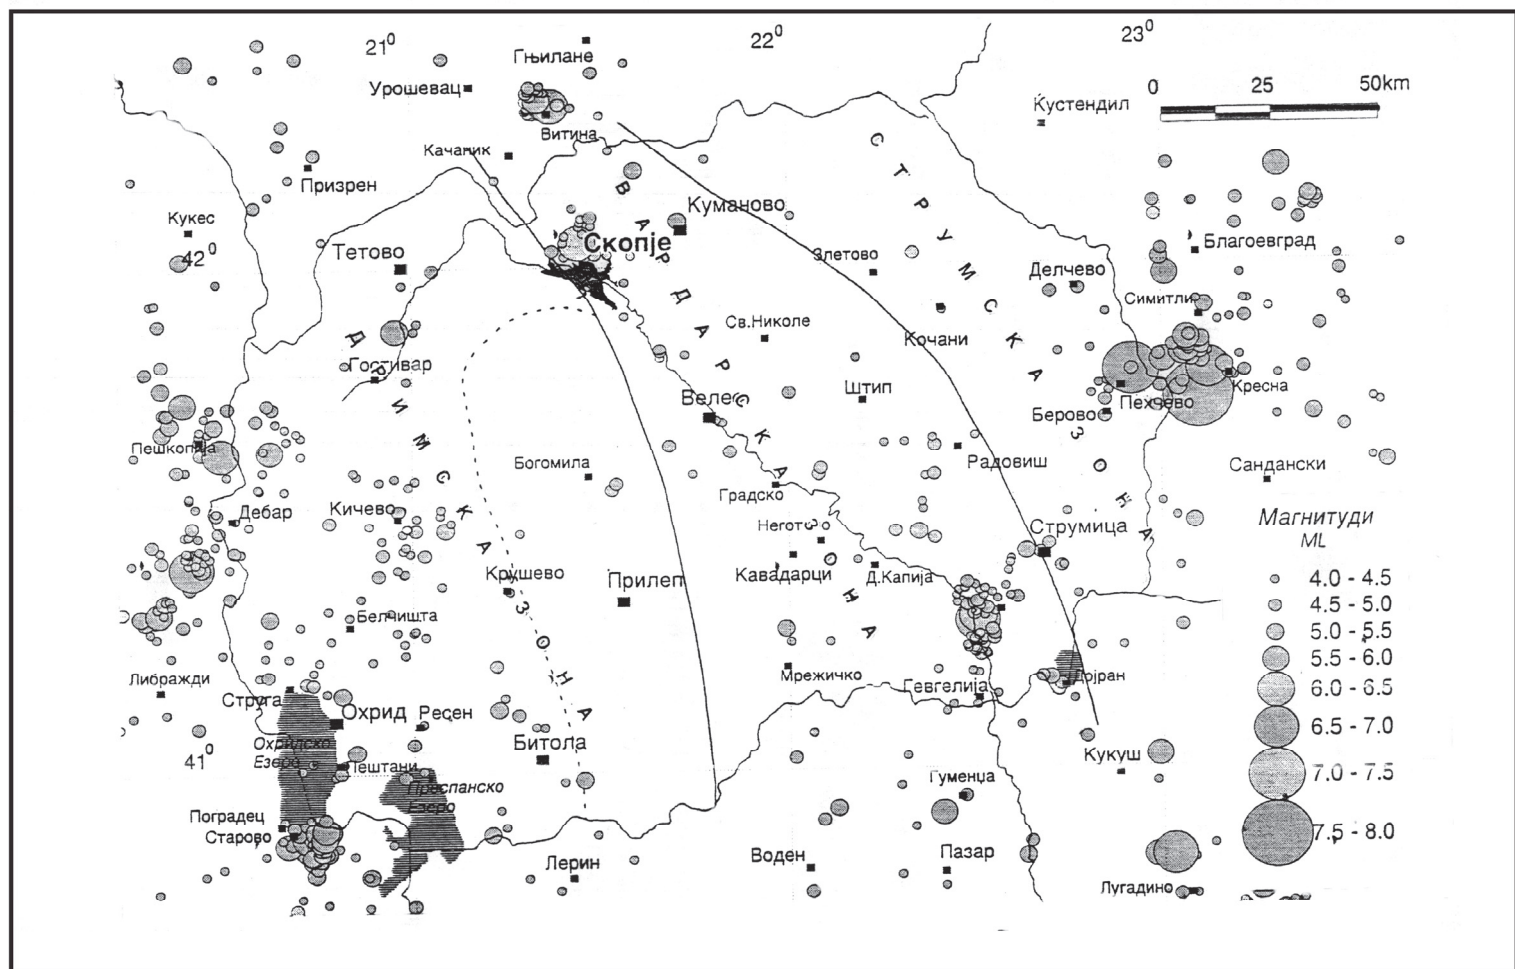 21⁰
22⁰
23⁰
Гњилане
Урошевац
0 25 50km
Ќустендил
Витина
Качаник
Призрен
Кукес
Куманово
Скопје
Тетово
42⁰
Благоевград
Злетово
Делчево
Симитли
Св.Николе
Кочани
Гостивар
Велес
Штип
Берово
Пехчево
Кресна
Пешкопија
Богомила
Радовиш
Сандански
Градско
Дебар
Кичево
Струмица
Кавадарци
Д.Капија
Крушево
Прилеп
Белчишта
Либражди
Струга
Мрежичко
Гевгелија
Дојран
Охрид
Ресен
Охридско
Езеро
41⁰
Битола
Кукуш
Пештани
Преспанско
Езеро
Гуменџа
Поградец
Старово
Лерин
Воден
Пазар
Лугадино
ВАРДАРСКА ЗОНА
СТРУМСКА ЗОНА
ДРИМСКА ЗОНА
Магнитуди
ML
4.0 - 4.5
4.5 - 5.0
5.0 - 5.5
5.5 - 6.0
6.0 - 6.5
6.5 - 7.0
7.0 - 7.5
7.5 - 8.0